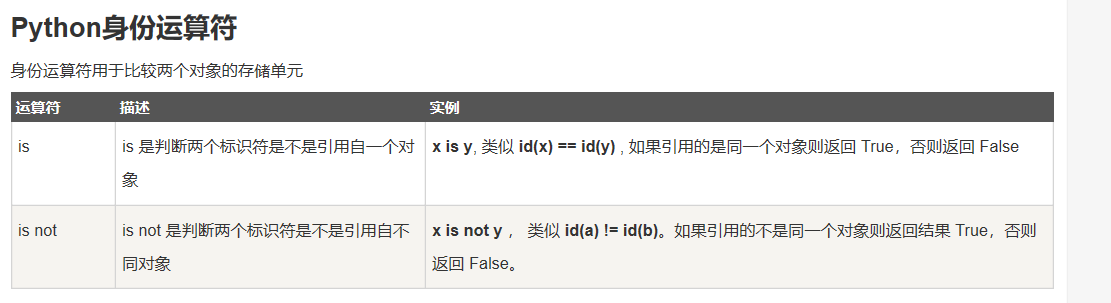 Python身份运算符
身份运算符用于比较两个对象的存储单元
运算符 描述 实例
is is 是判断两个标识符是不是引用自一个对 x is y, 类似 id(x) == id(y) , 如果引用的是同一个对象则返回 True，否则返回 False
象
is not is not 是判断两个标识符是不是引用自不 x is not y ， 类似 id(a) != id(b)。如果引用的不是同一个对象则返回结果 True，否则
同对象 返回 False。